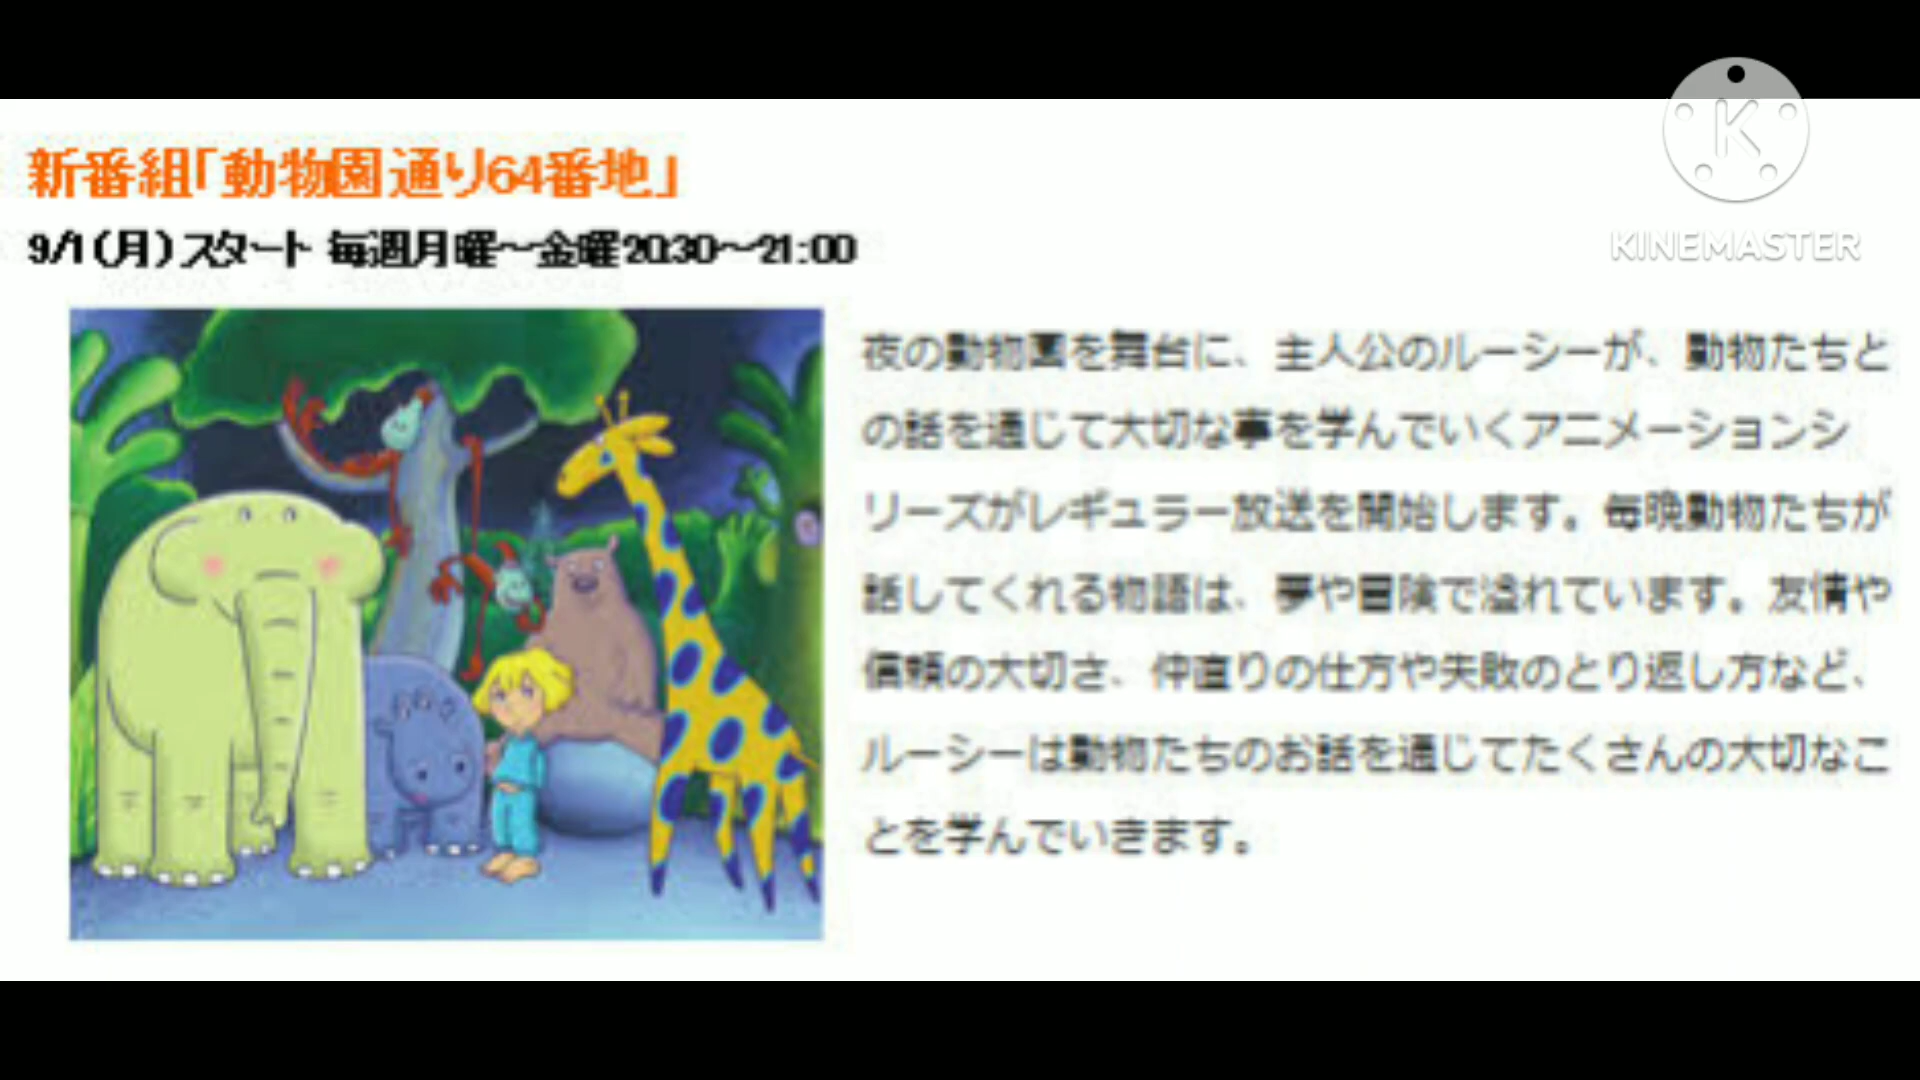 新番組「動物園通り64番地」
9/1(月)スタート 毎週月曜~金曜20:30~21:00
K
KINEMASTER
夜の動物園を舞台に、主人公のルーシーが、動物たちと
の話を通じて大切な事を学んでいくアニメーションシ
リーズがレギュラー放送を開始します。毎晩動物たちが
話してくれる物語は、夢や冒険で溢れています。友情や
信頼の大切さ、仲直りの仕方や失敗のとり返し方など、
ルーシーは動物たちのお話を通じてたくさんの大切なこ
とを学んでいきます。